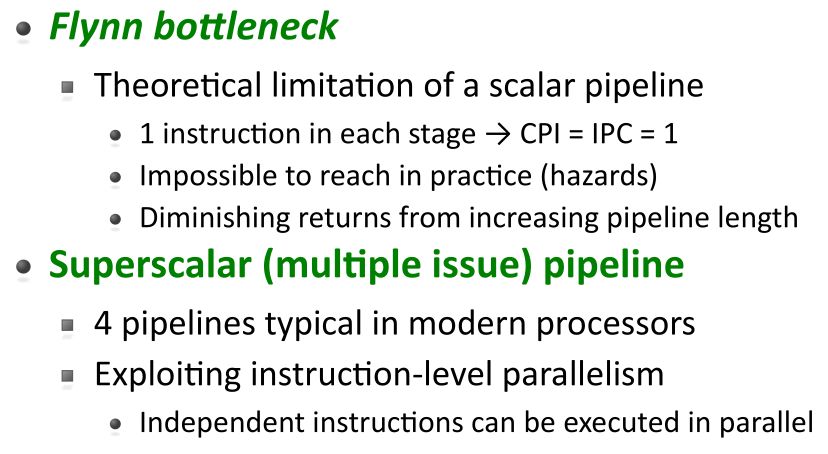 Flynn bottleneck
Theoretical limitation of a scalar pipeline
1 instruction in each stage → CPI = IPC = 1
Impossible to reach in practice (hazards)
Diminishing returns from increasing pipeline length
Superscalar (multiple issue) pipeline
4 pipelines typical in modern processors
Exploiting instruction-level parallelism
Independent instructions can be executed in parallel